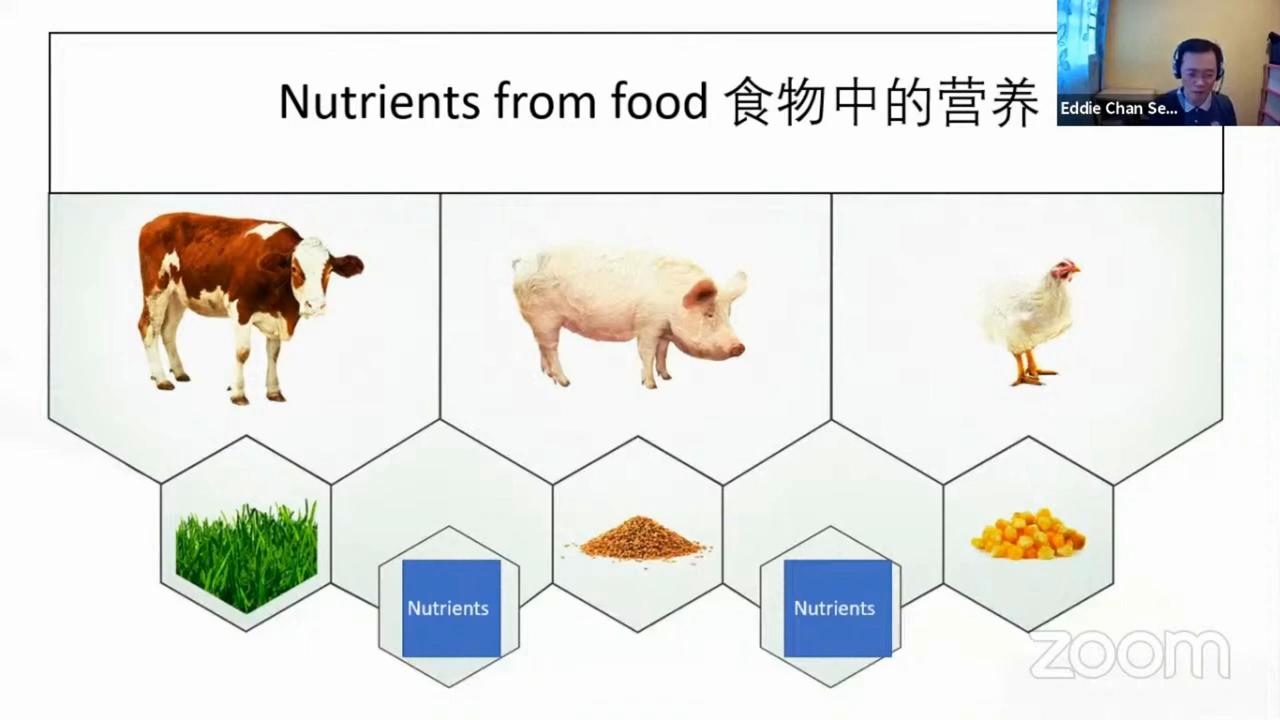 Nutrients from food 食物中的营养
Eddie Chan Se...
Nutrients
Nutrients
zoom